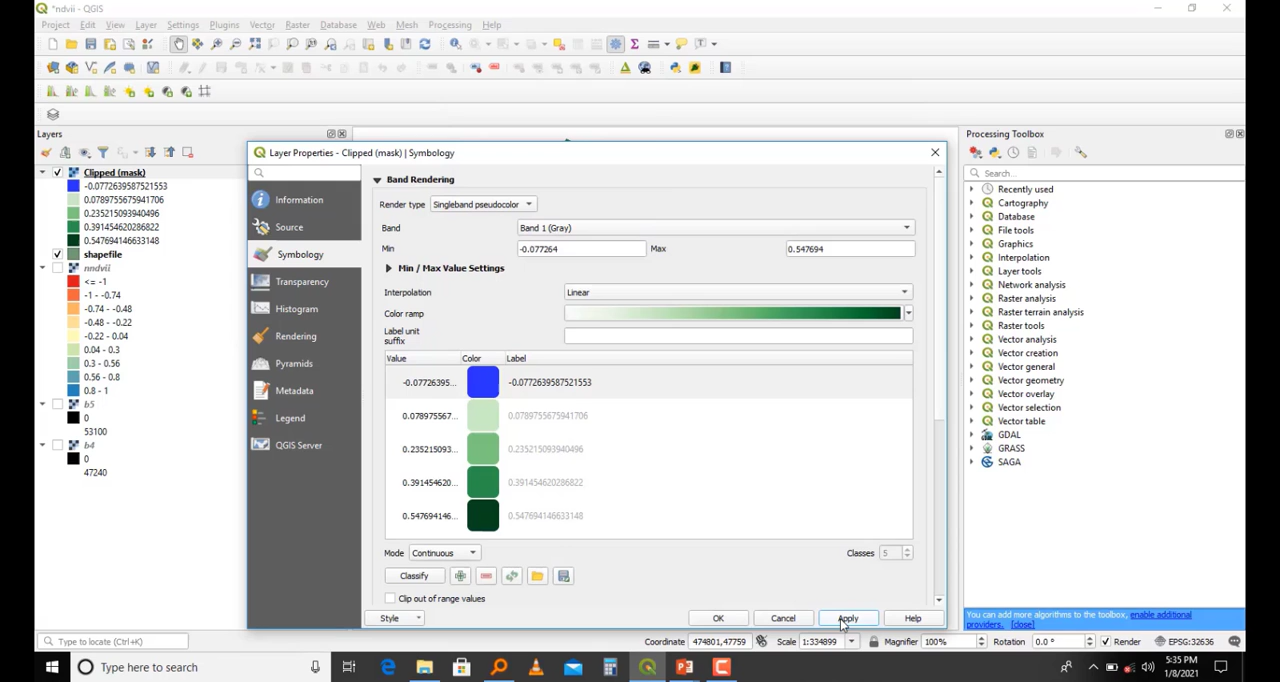 *ndvii - QGIS
Project Edit View Layer Settings Plugins Vector Raster Database Web Mesh Processing Help
Layers
Clipped (mask)
-0.0772639587521553
0.0789755675941706
0.235215093940496
0.391454620286822
0.547694146633148
shapefile
nndvii
<= -1
-1 - -0.74
-0.74 - -0.48
-0.48 - -0.22
-0.22 - 0.04
0.04 - 0.3
0.3 - 0.56
0.56 - 0.8
0.8 - 1
b5
0
53100
b4
0
47240
Layer Properties - Clipped (mask) | Symbology
Information
Source
Symbology
Transparency
Histogram
Rendering
Pyramids
Metadata
Legend
QGIS Server
Band Rendering
Render type Singleband pseudocolor
Band Band 1 (Gray)
Min -0.077264 Max 0.547694
Min / Max Value Settings
Interpolation Linear
Color ramp
Label unit
suffix
Value Color Label
-0.07726395... -0.0772639587521553
0.078975567... 0.0789755675941706
0.235215093... 0.235215093940496
0.391454620... 0.391454620286822
0.547694146... 0.547694146633148
Mode Continuous Classes 5
Classify
Clip out of range values
Style OK Cancel Apply Help
Processing Toolbox
Search...
Recently used
Cartography
Database
File tools
Graphics
Interpolation
Layer tools
Network analysis
Raster analysis
Raster terrain analysis
Raster tools
Vector analysis
Vector creation
Vector general
Vector geometry
Vector overlay
Vector selection
Vector table
GDAL
GRASS
SAGA
You can add more algorithms to the toolbox, enable additional
providers. [close]
Type to locate (Ctrl+K) Coordinate 474801,47759 Scale 1:334899 Magnifier 100% Rotation 0.0 ° Render EPSG:32636
Type here to search
5:35 PM
1/8/2021